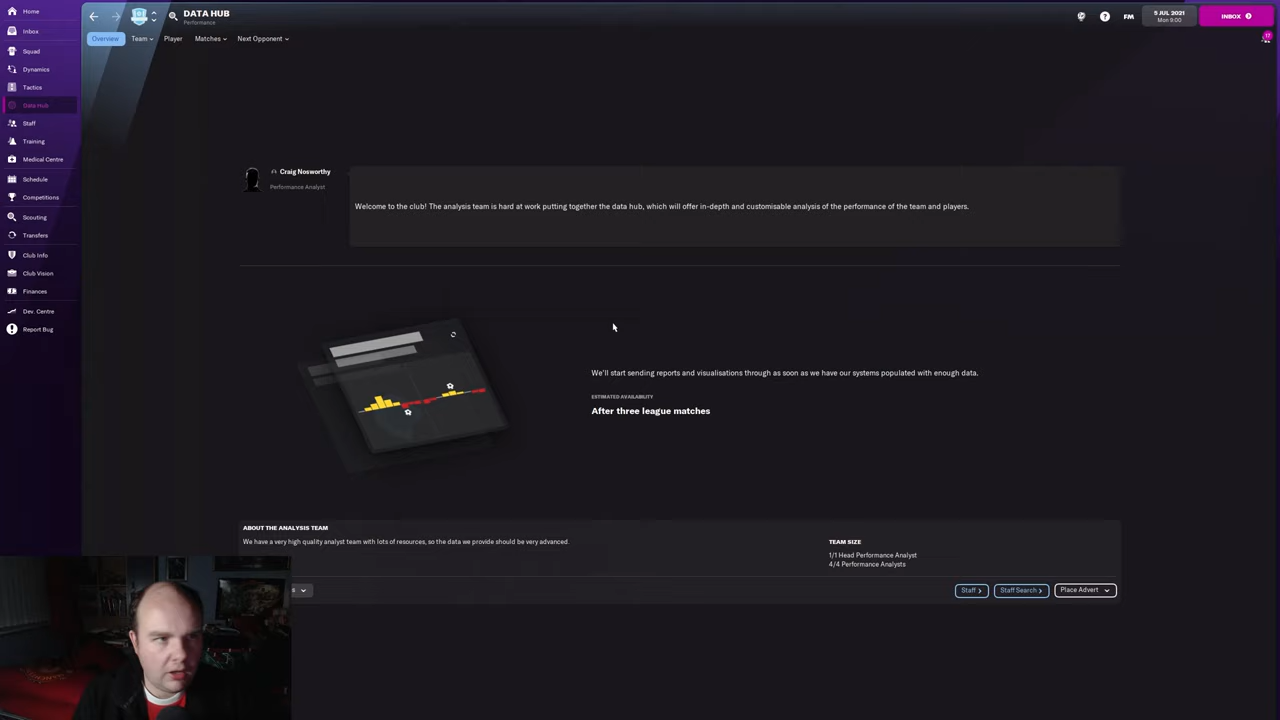 Home
Inbox
Squad
Dynamics
Tactics
Data Hub
Staff
Training
Medical Centre
Schedule
Competitions
Scouting
Transfers
Club Info
Club Vision
Finances
Dev. Centre
Report Bug
DATA HUB
Performance
FM
5 JUL 2021
Mon 9:00
INBOX
17
Overview
Team
Player
Matches
Next Opponent
Craig Nosworthy
Performance Analyst
Welcome to the club! The analysis team is hard at work putting together the data hub, which will offer in-depth and customisable analysis of the performance of the team and players.
We'll start sending reports and visualisations through as soon as we have our systems populated with enough data.
ESTIMATED AVAILABILITY
After three league matches
ABOUT THE ANALYSIS TEAM
We have a very high quality analyst team with lots of resources, so the data we provide should be very advanced.
TEAM SIZE
1/1 Head Performance Analyst
4/4 Performance Analysts
Staff
Staff Search
Place Advert